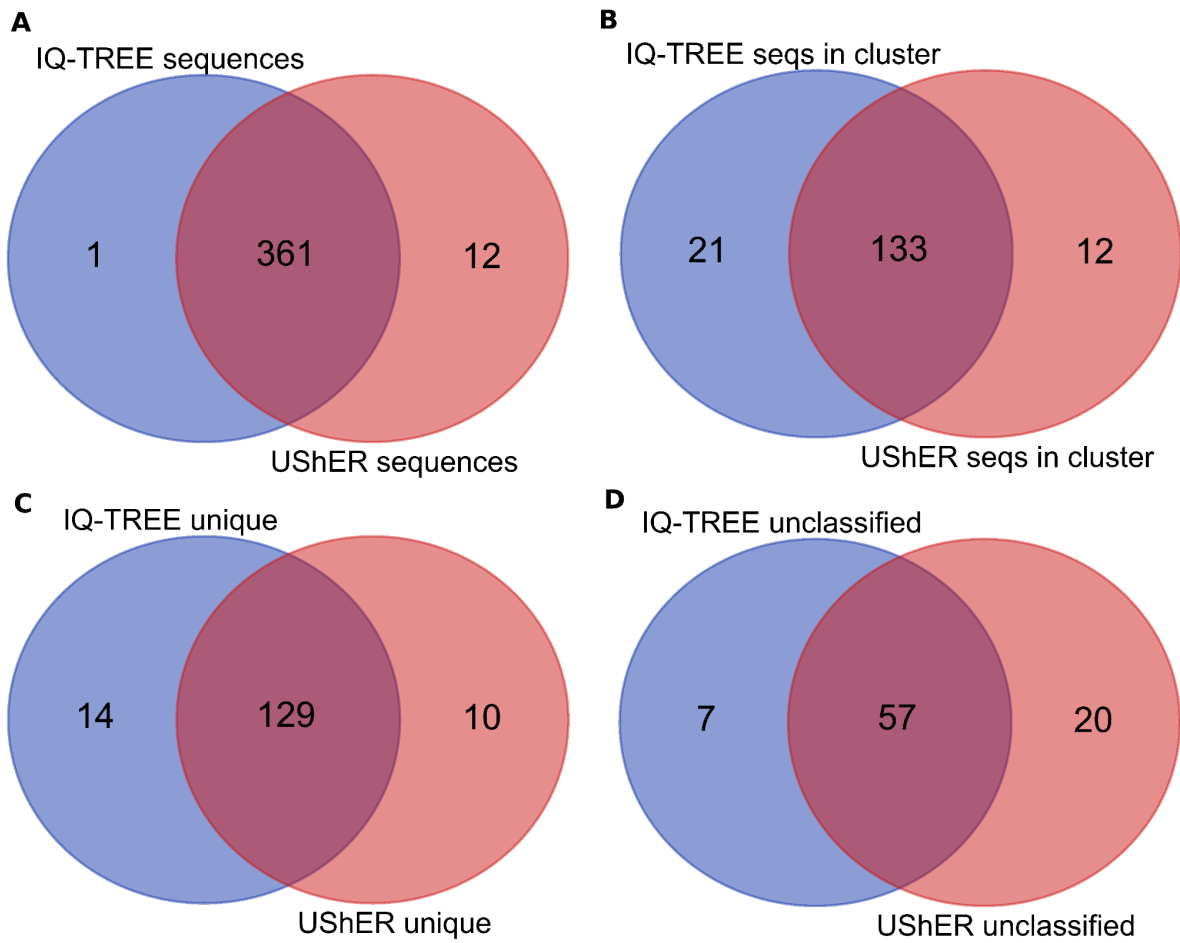 A
IQ-TREE sequences
1
361
12
UShER sequences
B
IQ-TREE seqs in cluster
21
133
12
UShER seqs in cluster
C
IQ-TREE unique
14
129
10
UShER unique
D
IQ-TREE unclassified
7
57
20
UShER unclassified